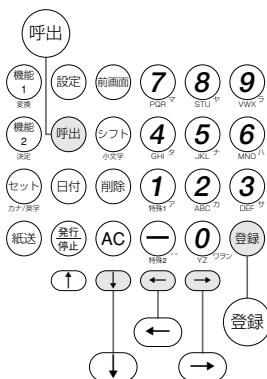 呼出
機能 1 設定 前画面 7 8 9
変換 PQR マ STU ヤ VWX ラ
機能 2 呼出 シフト 4 5 6
決定 小文字 GHI タ JKL ナ MNO ハ
セット 日付 削除 1 2 3
カナ/英字 特殊1 ア ABC カ DEF サ
紙送 発行/停止 AC ー 0 登録
特殊2 YZ ワラン
↑ ↓ ← →
← 登録
↓ →